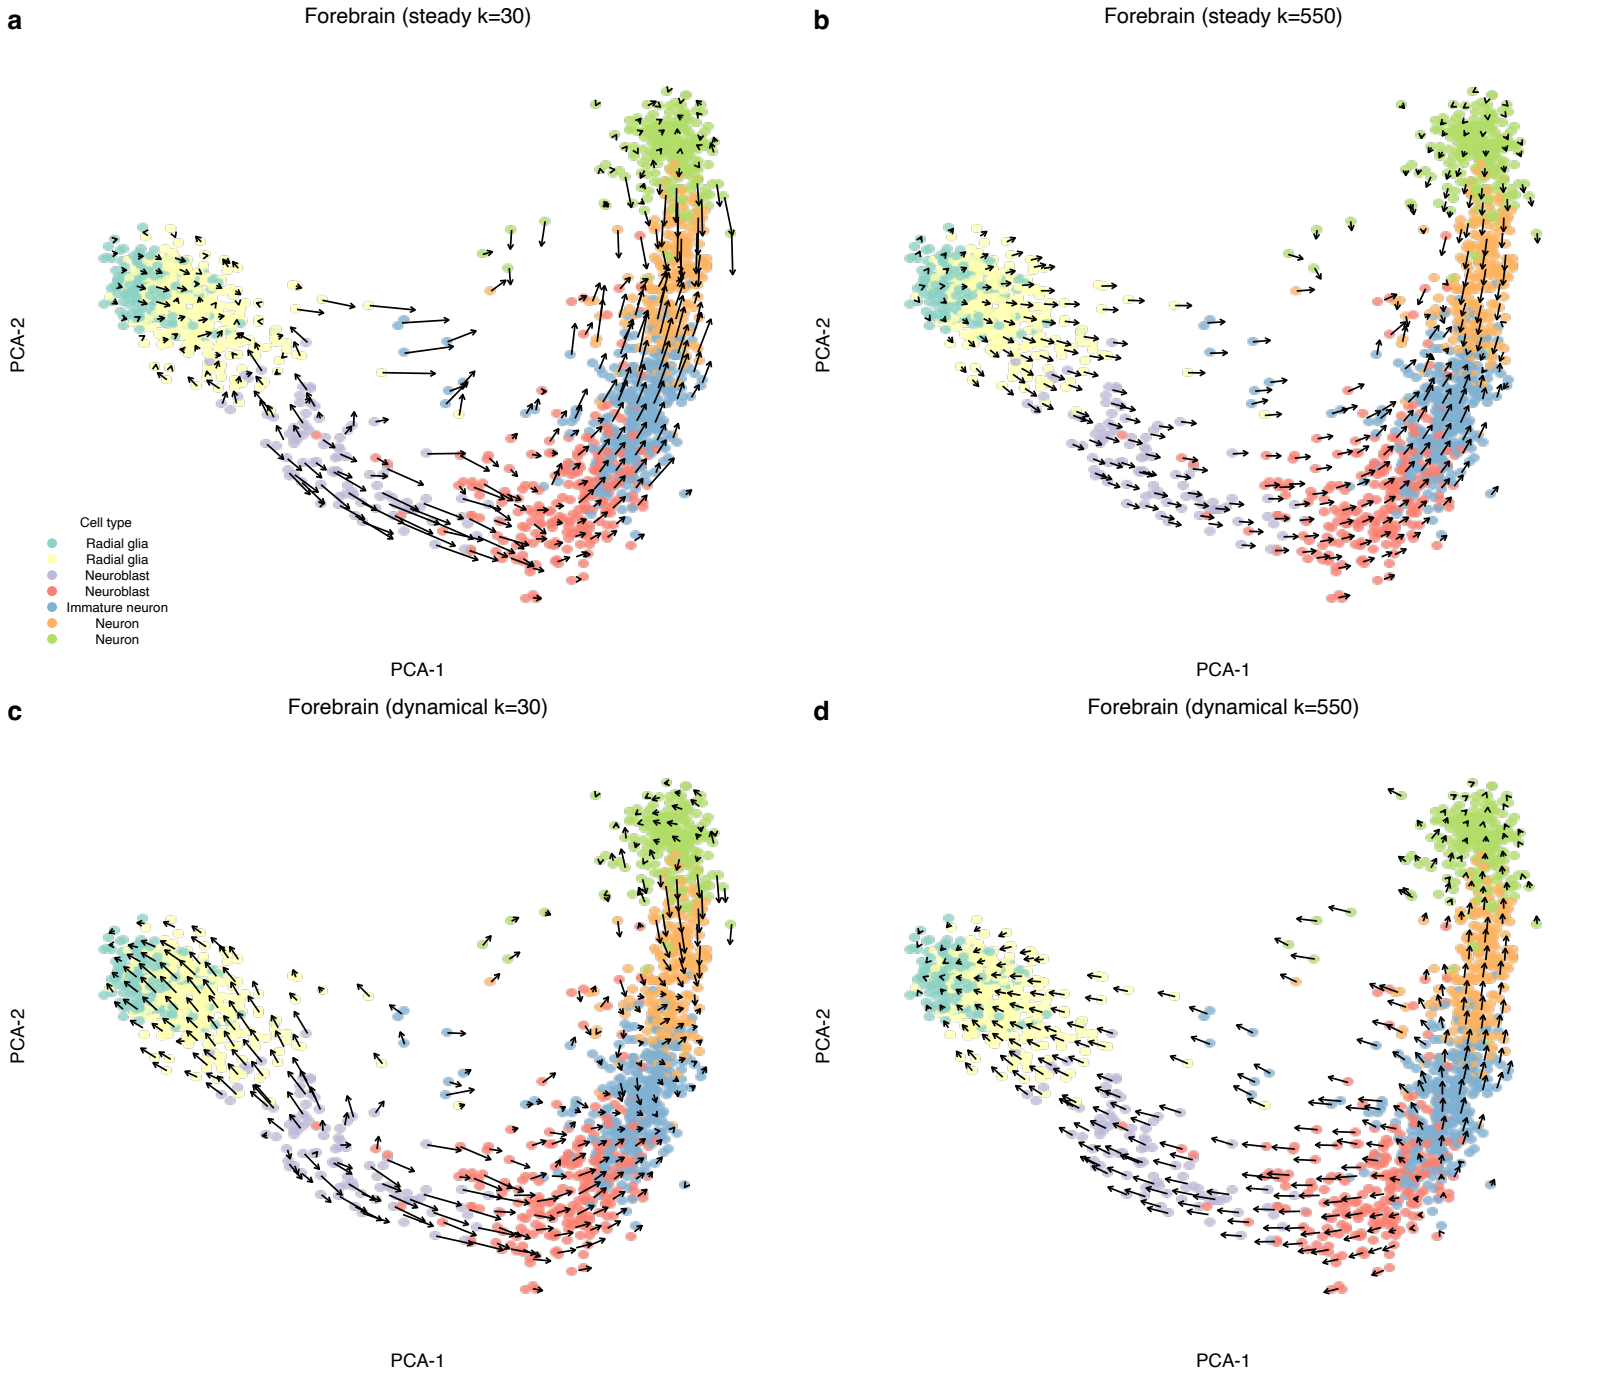 a
Forebrain (steady k=30)
b
Forebrain (steady k=550)
PCA-2
PCA-2
Cell type
Radial glia
Radial glia
Neuroblast
Neuroblast
Immature neuron
Neuron
Neuron
PCA-1
PCA-1
c
Forebrain (dynamical k=30)
d
Forebrain (dynamical k=550)
PCA-2
PCA-2
PCA-1
PCA-1